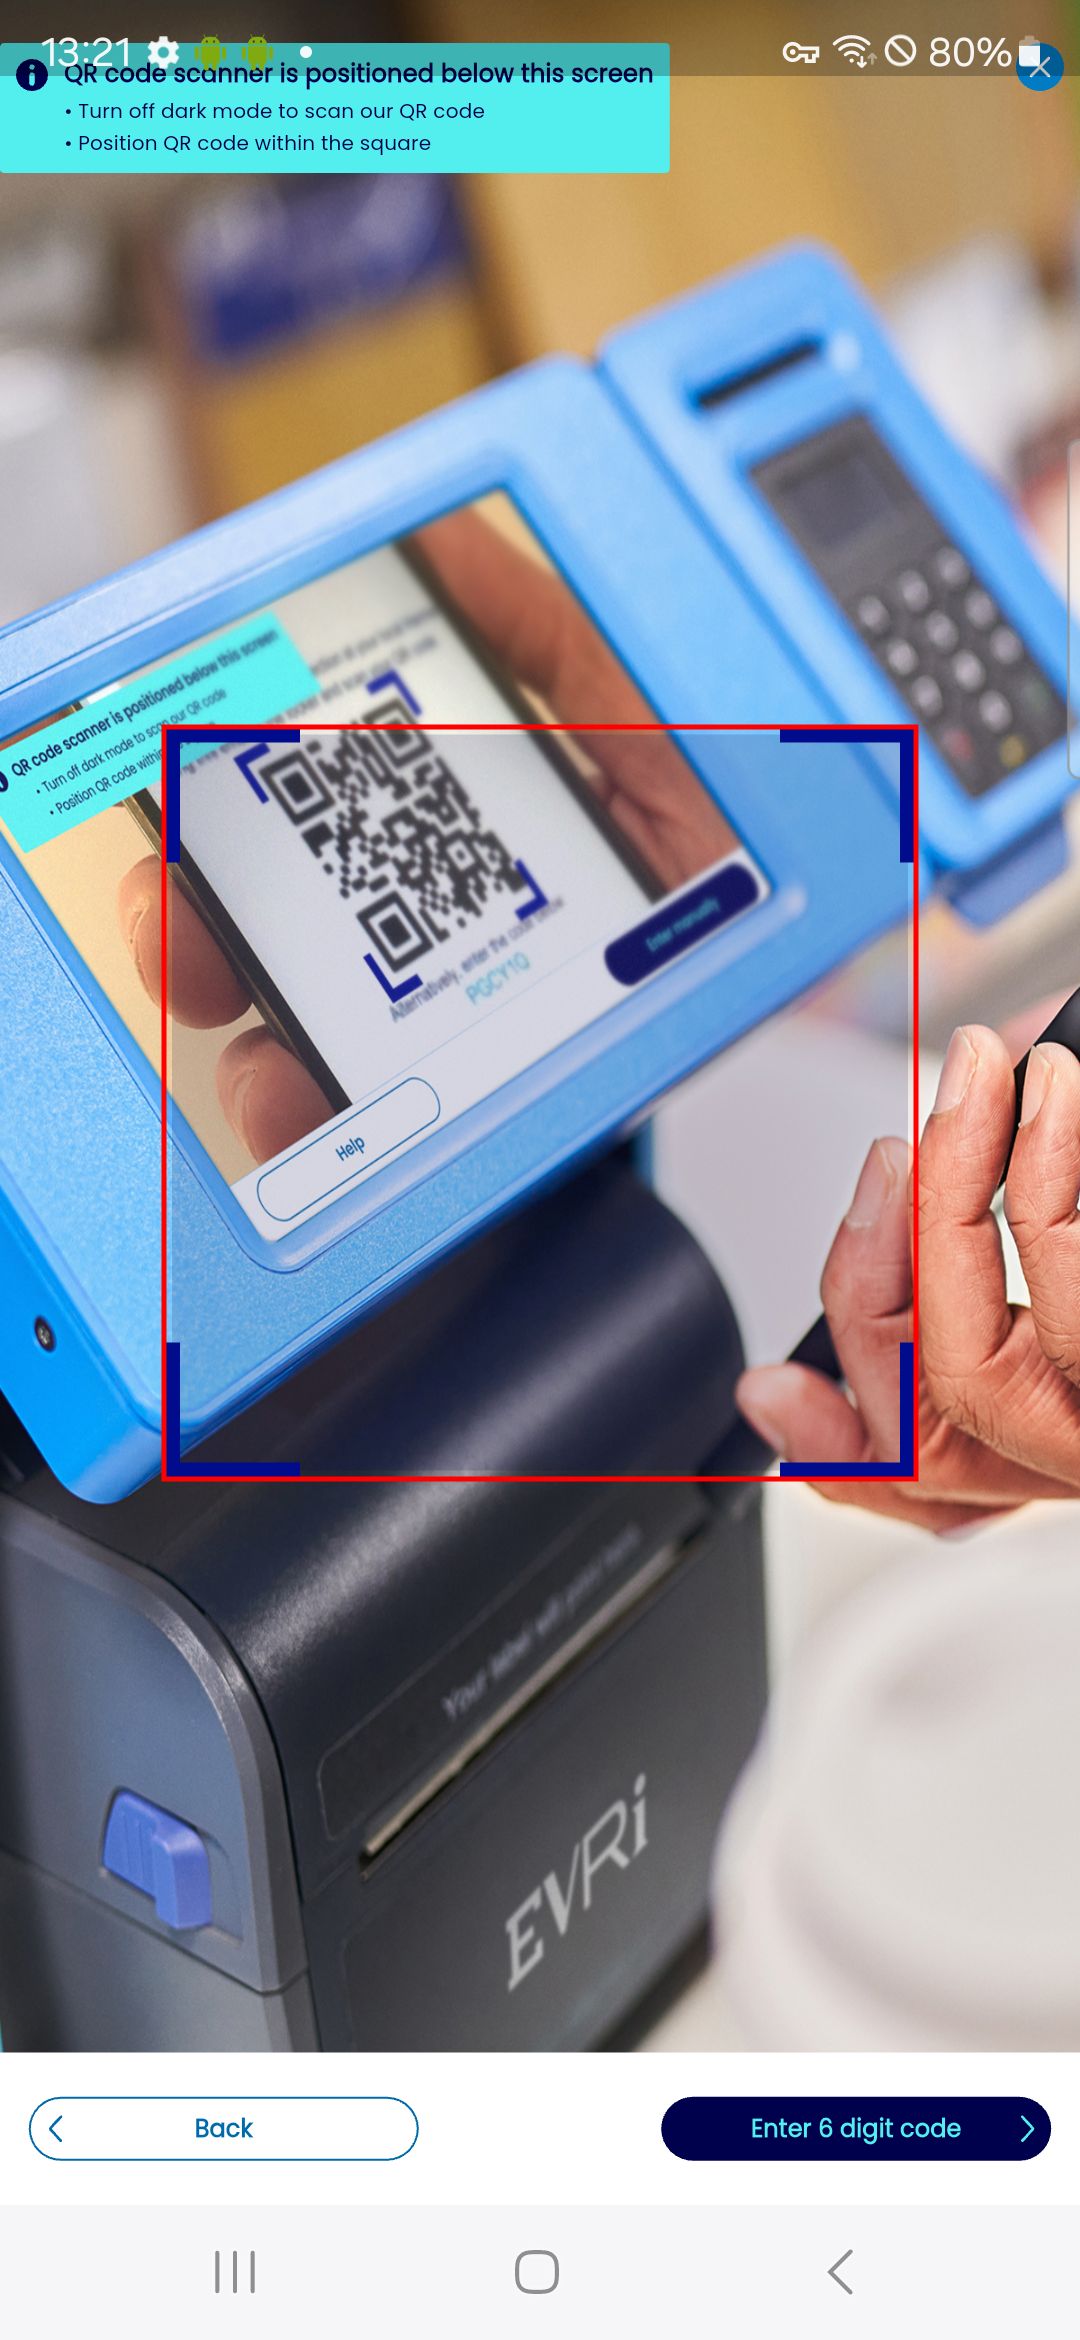 13:21
80%
QR code scanner is positioned below this screen
• Turn off dark mode to scan our QR code
• Position QR code within the square
QR code scanner is positioned below this screen
• Turn off dark mode to scan our QR code
• Position QR code within
Alternatively, enter the code below
PGCY1Q
Enter manually
Help
Your label will
EVRi
Back
Enter 6 digit code